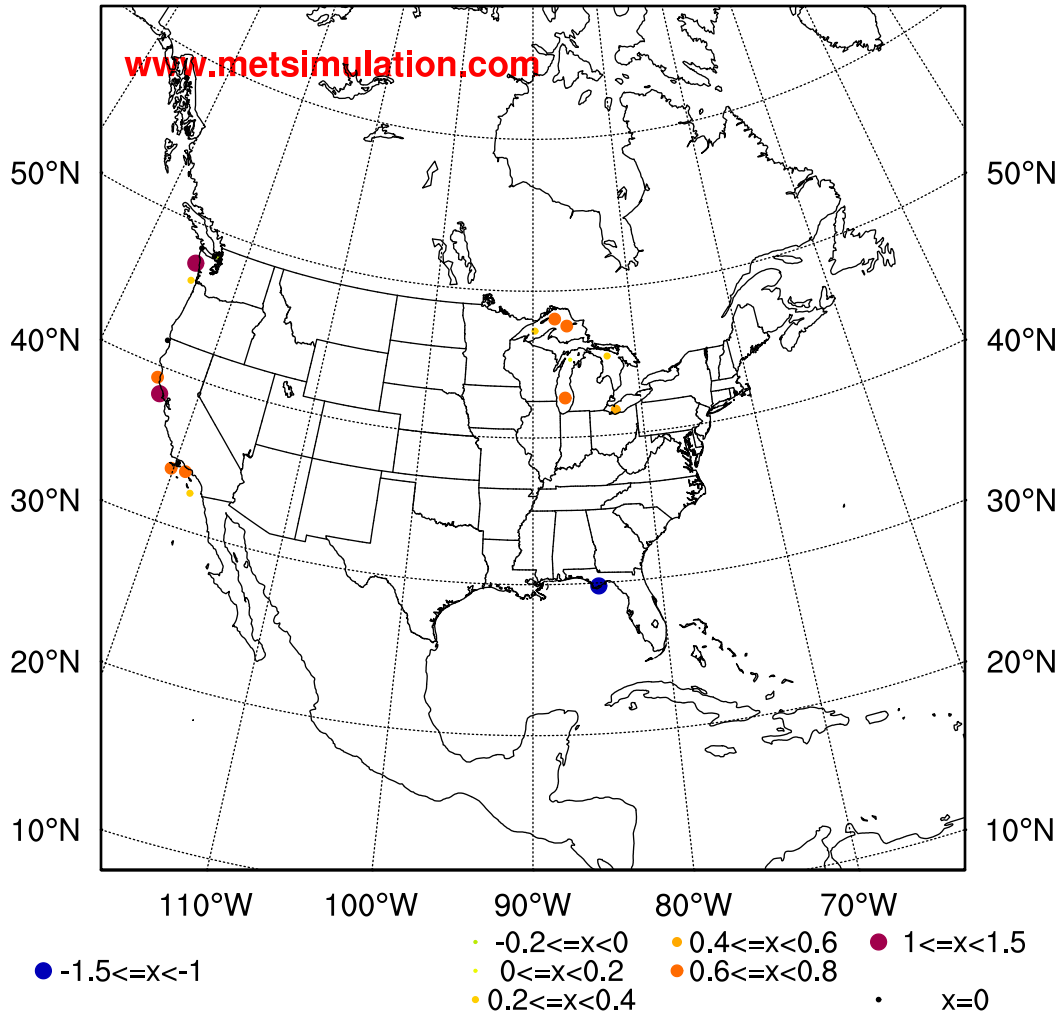 www.metsimulation.com
50°N 50°N
40°N 40°N
30°N 30°N
20°N 20°N
10°N 10°N
110°W 100°W 90°W 80°W 70°W
-0.2<=x<0 0.4<=x<0.6 1<=x<1.5
-1.5<=x<-1 0<=x<0.2 0.6<=x<0.8
0.2<=x<0.4 x=0